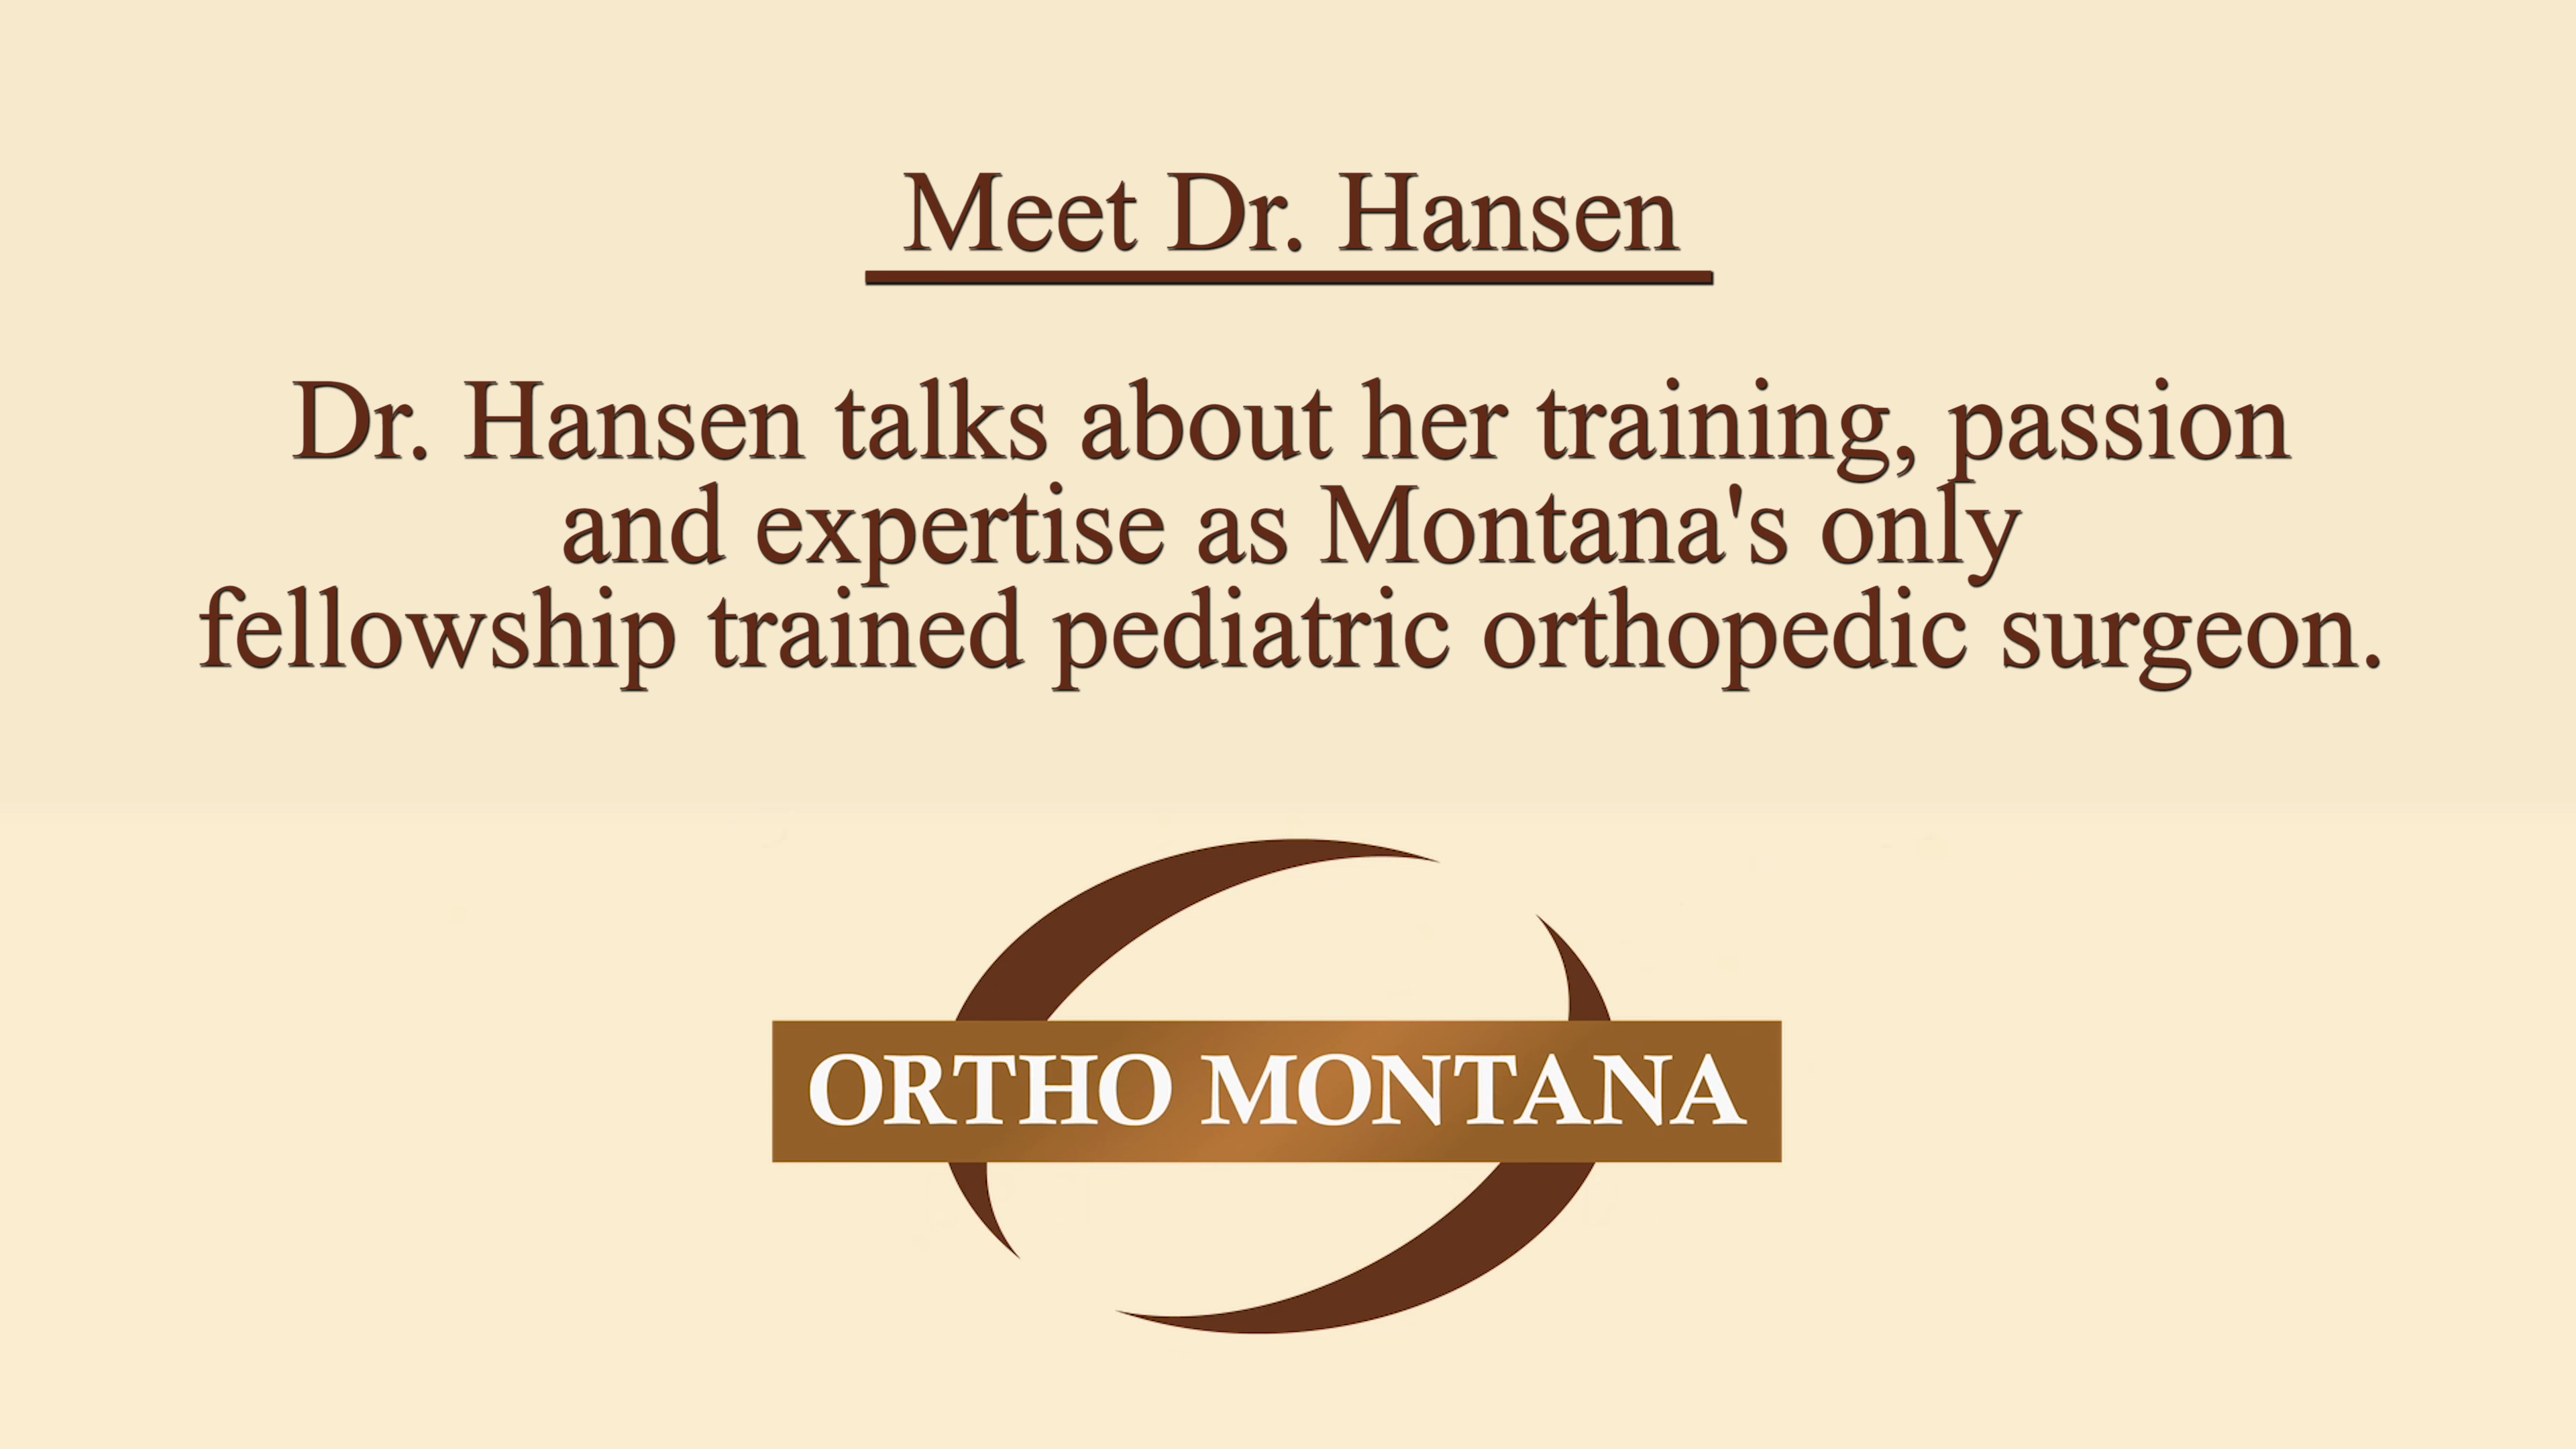 Meet Dr. Hansen
Dr. Hansen talks about her training, passion
and expertise as Montana's only
fellowship trained pediatric orthopedic surgeon.
ORTHO MONTANA